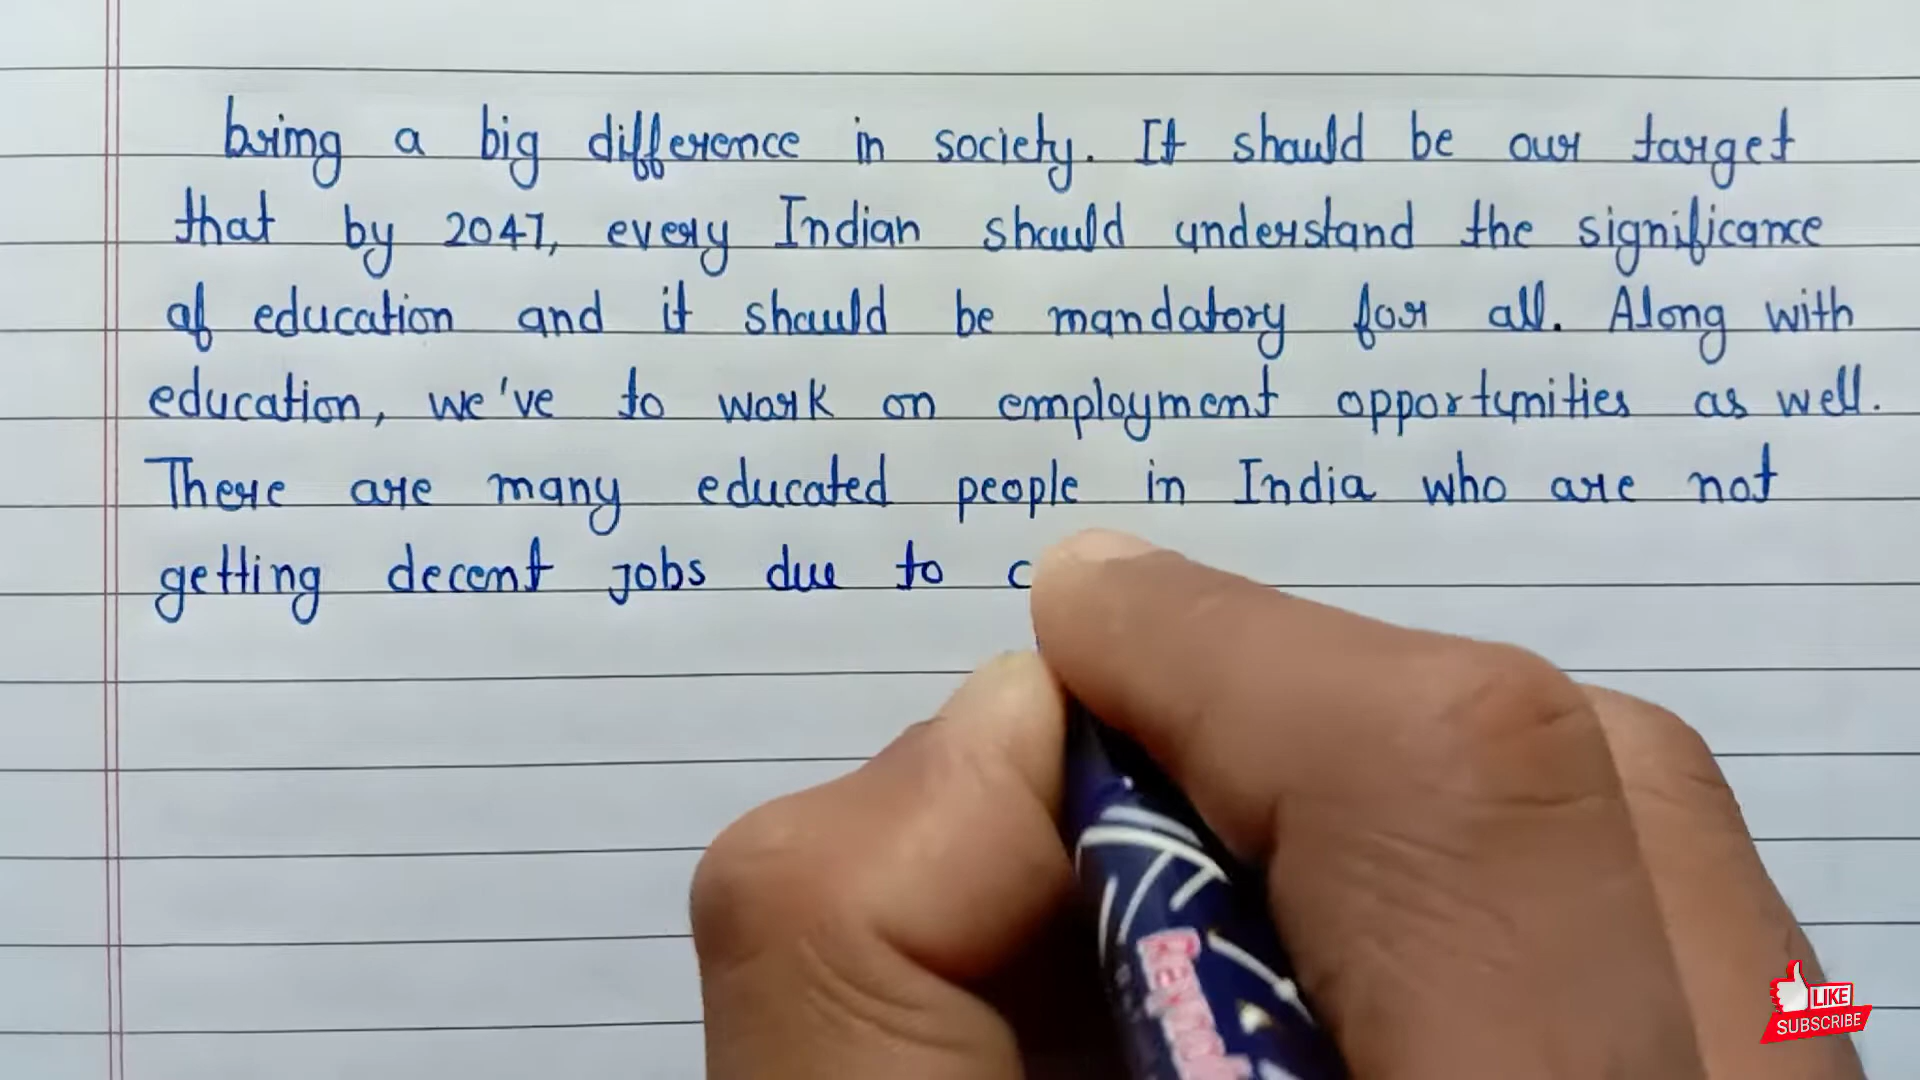 bring a big difference in society. It should be our target
that by 2047, every Indian should understand the significance
of education and it should be mandatory for all. Along with
education, we've to work on employment opportunities as well.
There are many educated people in India who are not
getting decent jobs due to c
LIKE
SUBSCRIBE